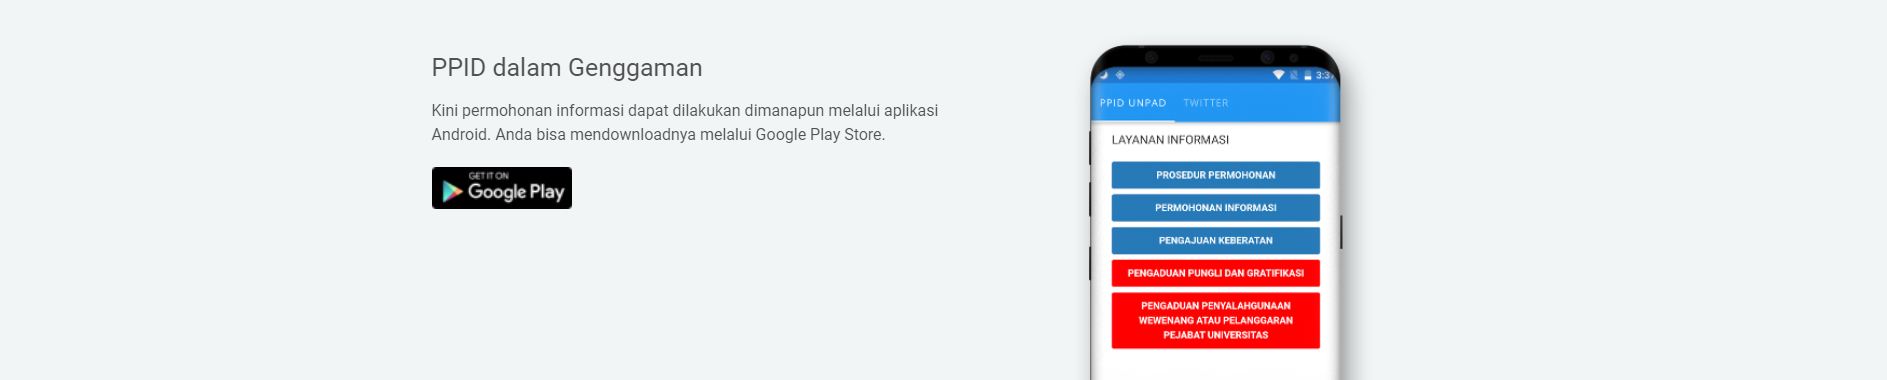 PPID dalam Genggaman
Kini permohonan informasi dapat dilakukan dimanapun melalui aplikasi
Android. Anda bisa mendownloadnya melalui Google Play Store.
GET IT ON
Google Play
3:37
PPID UNPAD TWITTER
LAYANAN INFORMASI
PROSEDUR PERMOHONAN
PERMOHONAN INFORMASI
PENGAJUAN KEBERATAN
PENGADUAN PUNGLI DAN GRATIFIKASI
PENGADUAN PENYALAHGUNAAN
WEWENANG ATAU PELANGGARAN
PEJABAT UNIVERSITAS